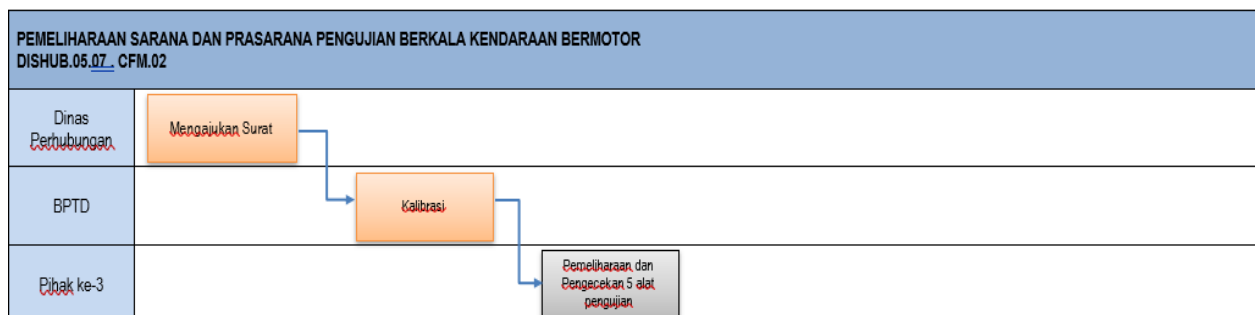 PEMELIHARAAN SARANA DAN PRASARANA PENGUJIAN BERKALA KENDARAAN BERMOTOR
DISHUB.05.07 . CFM.02
Dinas
Perhubungan
Mengajukan Surat
BPTD
Kalibrasi
Pihak ke-3
Pemeliharaan dan
Pengecekan 5 alat
pengujian